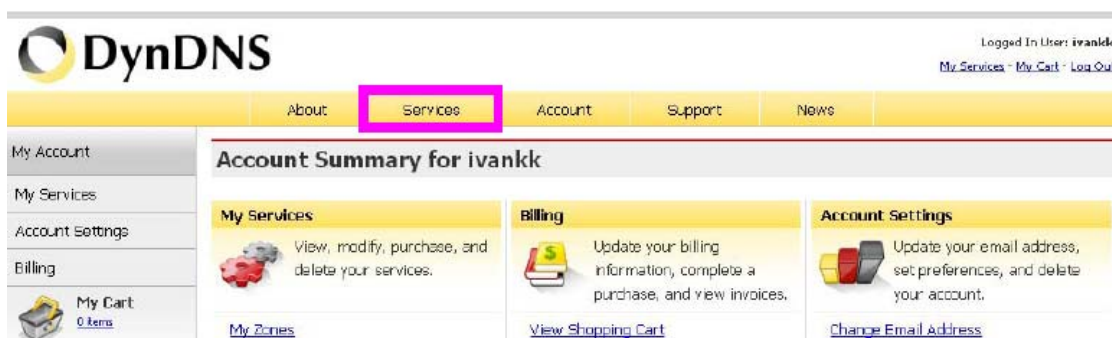 DynDNS
Logged In User: ivankk
My Services - My Cart - Log Out
About Services Account Support News
My Account
My Services
Account Settings
Billing
My Cart
0 items
Account Summary for ivankk
My Services
View, modify, purchase, and
delete your services.
My Zones
Billing
Update your billing
information, complete a
purchase, and view invoices.
View Shopping Cart
Account Settings
Update your email address,
set preferences, and delete
your account.
Change Email Address